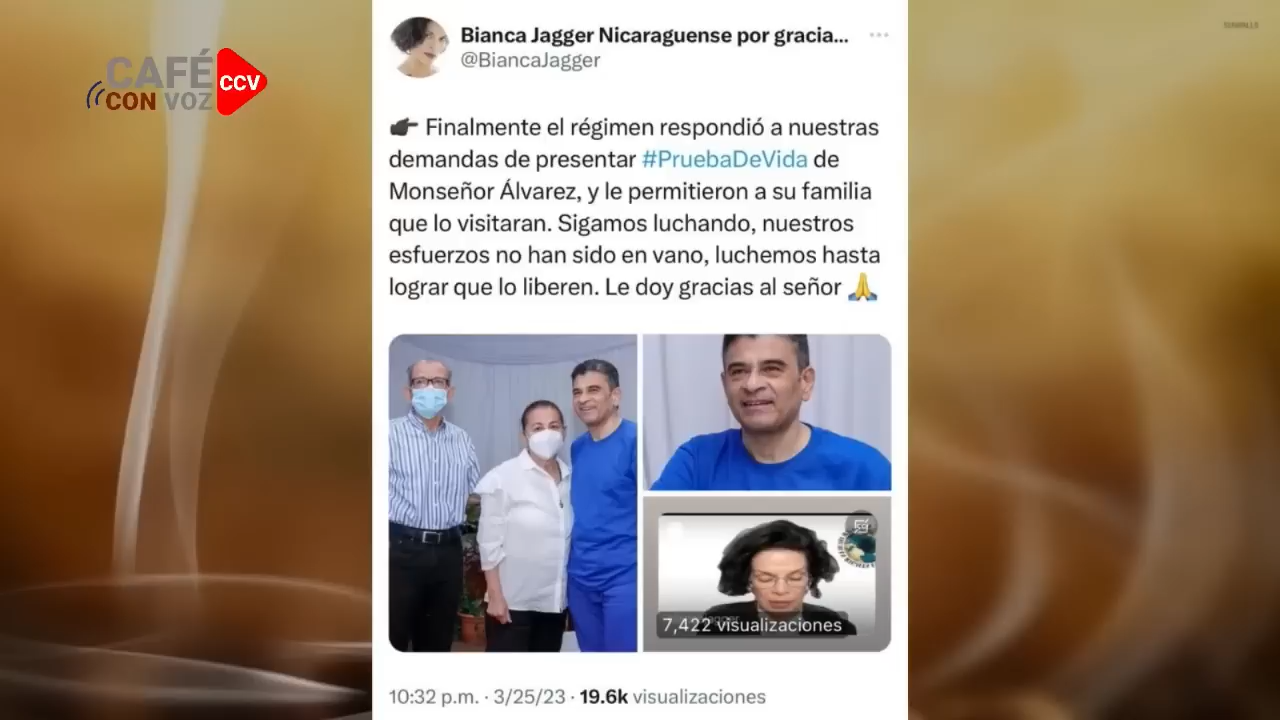 CAFÉ
CON VOZ
CCV
Bianca Jagger Nicaraguense por gracia...
@BiancaJagger
Finalmente el régimen respondió a nuestras
demandas de presentar #PruebaDeVida de
Monseñor Álvarez, y le permitieron a su familia
que lo visitaran. Sigamos luchando, nuestros
esfuerzos no han sido en vano, luchemos hasta
lograr que lo liberen. Le doy gracias al señor 🙏
7,422 visualizaciones
10:32 p.m. · 3/25/23 · 19.6k visualizaciones